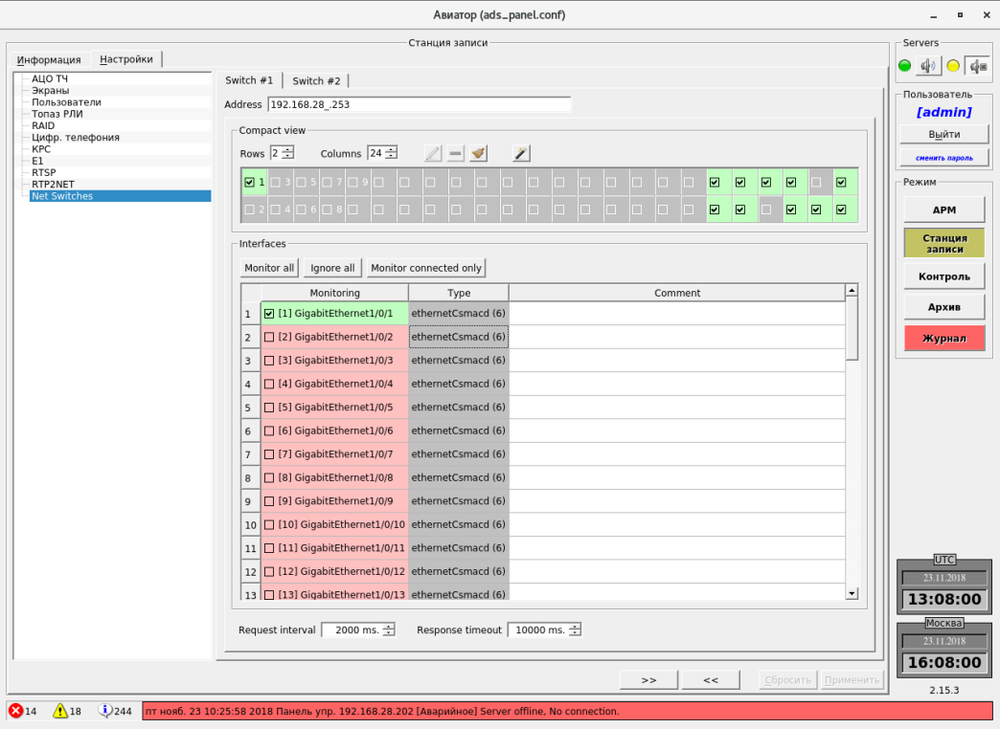 Авиатор (ads_panel.conf)
Станция записи
Информация
Настройки
АЦО ТЧ
Экраны
Пользователи
Топаз РЛИ
RAID
Цифр. телефония
КРС
E1
RTSP
RTP2NET
Net Switches
Switch #1
Switch #2
Address 192.168.28_.253
Compact view
Rows 2 Columns 24
1 3 5 7 9
2 4 6 8
Interfaces
Monitor all Ignore all Monitor connected only
Monitoring Type Comment
1 [1] GigabitEthernet1/0/1 ethernetCsmacd (6)
2 [2] GigabitEthernet1/0/2 ethernetCsmacd (6)
3 [3] GigabitEthernet1/0/3 ethernetCsmacd (6)
4 [4] GigabitEthernet1/0/4 ethernetCsmacd (6)
5 [5] GigabitEthernet1/0/5 ethernetCsmacd (6)
6 [6] GigabitEthernet1/0/6 ethernetCsmacd (6)
7 [7] GigabitEthernet1/0/7 ethernetCsmacd (6)
8 [8] GigabitEthernet1/0/8 ethernetCsmacd (6)
9 [9] GigabitEthernet1/0/9 ethernetCsmacd (6)
10 [10] GigabitEthernet1/0/10 ethernetCsmacd (6)
11 [11] GigabitEthernet1/0/11 ethernetCsmacd (6)
12 [12] GigabitEthernet1/0/12 ethernetCsmacd (6)
13 [13] GigabitEthernet1/0/13 ethernetCsmacd (6)
Request interval 2000 ms. Response timeout 10000 ms.
>> << Сбросить Применить
Servers
Пользователь
[admin]
Выйти
сменить пароль
Режим
АРМ
Станция
записи
Контроль
Архив
Журнал
UTC
23.11.2018
13:08:00
Москва
23.11.2018
16:08:00
2.15.3
14 18 244 пт нояб. 23 10:25:58 2018 Панель упр. 192.168.28.202 [Аварийное] Server offline, No connection.